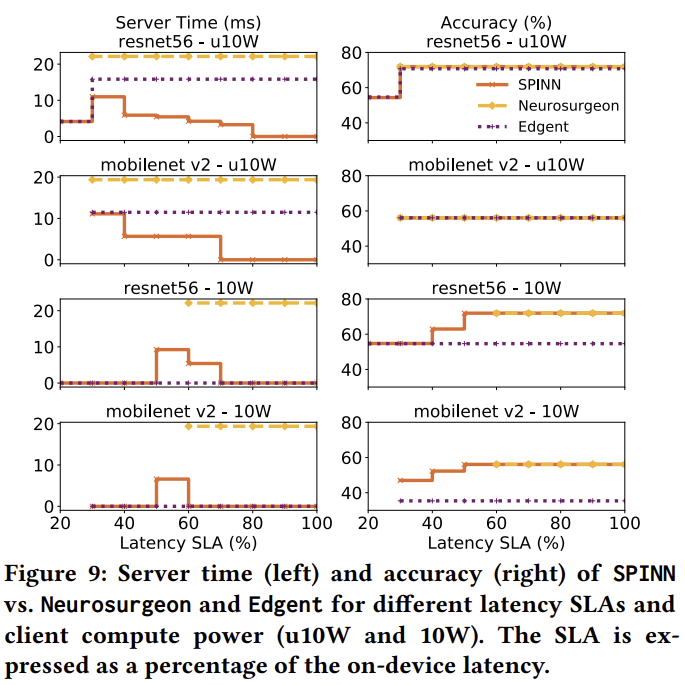 Server Time (ms)
resnet56 - u10W
20
10
0
Accuracy (%)
resnet56 - u10W
80
60
40
SPINN
Neurosurgeon
Edgent
mobilenet v2 - u10W
20
10
0
mobilenet v2 - u10W
80
60
40
resnet56 - 10W
20
10
0
resnet56 - 10W
80
60
40
mobilenet v2 - 10W
20
10
0
20 40 60 80 100
Latency SLA (%)
mobilenet v2 - 10W
80
60
40
20 40 60 80 100
Latency SLA (%)
Figure 9: Server time (left) and accuracy (right) of SPINN
vs. Neurosurgeon and Edgent for different latency SLAs and
client compute power (u10W and 10W). The SLA is ex-
pressed as a percentage of the on-device latency.